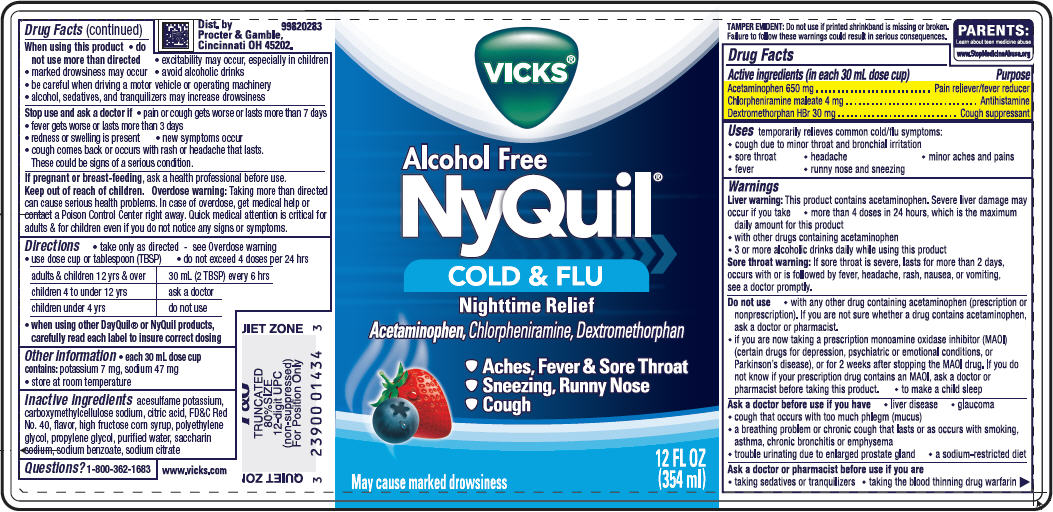 Drug Facts (continued)
When using this product • do
not use more than directed • excitability may occur, especially in children
• marked drowsiness may occur • avoid alcoholic drinks
• be careful when driving a motor vehicle or operating machinery
• alcohol, sedatives, and tranquilizers may increase drowsiness
Stop use and ask a doctor if • pain or cough gets worse or lasts more than 7 days
• fever gets worse or lasts more than 3 days
• redness or swelling is present • new symptoms occur
• cough comes back or occurs with rash or headache that lasts.
These could be signs of a serious condition.
If pregnant or breast-feeding, ask a health professional before use.
Keep out of reach of children. Overdose warning: Taking more than directed
can cause serious health problems. In case of overdose, get medical help or
contact a Poison Control Center right away. Quick medical attention is critical for
adults & for children even if you do not notice any signs or symptoms.
Directions • take only as directed - see Overdose warning
• use dose cup or tablespoon (TBSP) • do not exceed 4 doses per 24 hrs
adults & children 12 yrs & over 30 mL (2 TBSP) every 6 hrs
children 4 to under 12 yrs ask a doctor
children under 4 yrs do not use
• when using other DayQuil® or NyQuil products,
carefully read each label to insure correct dosing
Other information • each 30 mL dose cup
contains: potassium 7 mg, sodium 47 mg
• store at room temperature
Inactive ingredients acesulfame potassium,
carboxymethylcellulose sodium, citric acid, FD&C Red
No. 40, flavor, high fructose corn syrup, polyethylene
glycol, propylene glycol, purified water, saccharin
sodium, sodium benzoate, sodium citrate
Questions? 1-800-362-1683 www.vicks.com
Dist. by 99820283
Procter & Gamble,
Cincinnati OH 45202.
UIET ZONE 3
TRUNCATED
80% SIZE
12-digit UPC
(non-suppressed)
For Position Only
3 23900 01434
QUIET ZO
VICKS®
Alcohol Free
NyQuil®
COLD & FLU
Nighttime Relief
Acetaminophen, Chlorpheniramine, Dextromethorphan
Aches, Fever & Sore Throat
Sneezing, Runny Nose
Cough
May cause marked drowsiness
12 FL OZ
(354 ml)
TAMPER EVIDENT: Do not use if printed shrinkband is missing or broken.
Failure to follow these warnings could result in serious consequences.
PARENTS:
Learn about teen medicine abuse
www.StopMedicineAbuse.org
Drug Facts
Active ingredients (in each 30 mL dose cup) Purpose
Acetaminophen 650 mg Pain reliever/fever reducer
Chlorpheniramine maleate 4 mg Antihistamine
Dextromethorphan HBr 30 mg Cough suppressant
Uses temporarily relieves common cold/flu symptoms:
• cough due to minor throat and bronchial irritation
• sore throat • headache • minor aches and pains
• fever • runny nose and sneezing
Warnings
Liver warning: This product contains acetaminophen. Severe liver damage may
occur if you take • more than 4 doses in 24 hours, which is the maximum
daily amount for this product
• with other drugs containing acetaminophen
• 3 or more alcoholic drinks daily while using this product
Sore throat warning: If sore throat is severe, lasts for more than 2 days,
occurs with or is followed by fever, headache, rash, nausea, or vomiting,
see a doctor promptly.
Do not use • with any other drug containing acetaminophen (prescription or
nonprescription). If you are not sure whether a drug contains acetaminophen,
ask a doctor or pharmacist.
• if you are now taking a prescription monoamine oxidase inhibitor (MAOI)
(certain drugs for depression, psychiatric or emotional conditions, or
Parkinson's disease), or for 2 weeks after stopping the MAOI drug. If you do
not know if your prescription drug contains an MAOI, ask a doctor or
pharmacist before taking this product. • to make a child sleep
Ask a doctor before use if you have • liver disease • glaucoma
• cough that occurs with too much phlegm (mucus)
• a breathing problem or chronic cough that lasts or as occurs with smoking,
asthma, chronic bronchitis or emphysema
• trouble urinating due to enlarged prostate gland • a sodium-restricted diet
Ask a doctor or pharmacist before use if you are
• taking sedatives or tranquilizers • taking the blood thinning drug warfarin